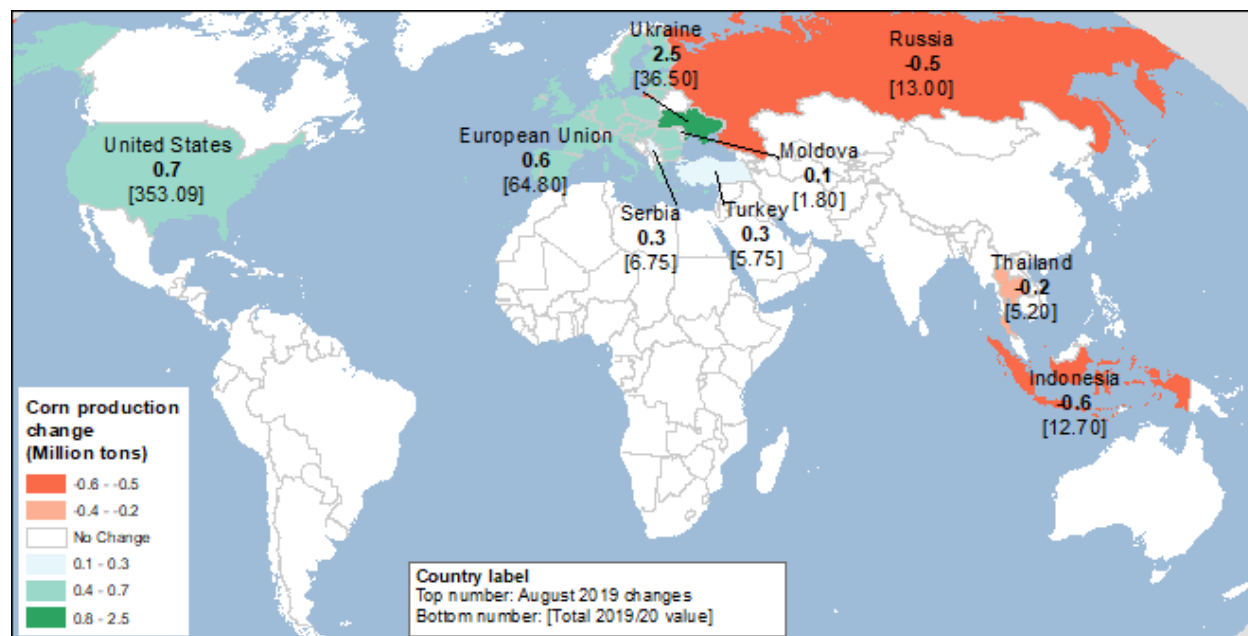 Ukraine
2.5
[36.50]
Russia
-0.5
[13.00]
United States
0.7
[353.09]
European Union
0.6
[64.80]
Moldova
0.1
[1.80]
Serbia
0.3
[6.75]
Turkey
0.3
[5.75]
Thailand
-0.2
[5.20]
Indonesia
-0.6
[12.70]
Corn production
change
(Million tons)
-0.6 - -0.5
-0.4 - -0.2
No Change
0.1 - 0.3
0.4 - 0.7
0.8 - 2.5
Country label
Top number: August 2019 changes
Bottom number: [Total 2019/20 value]